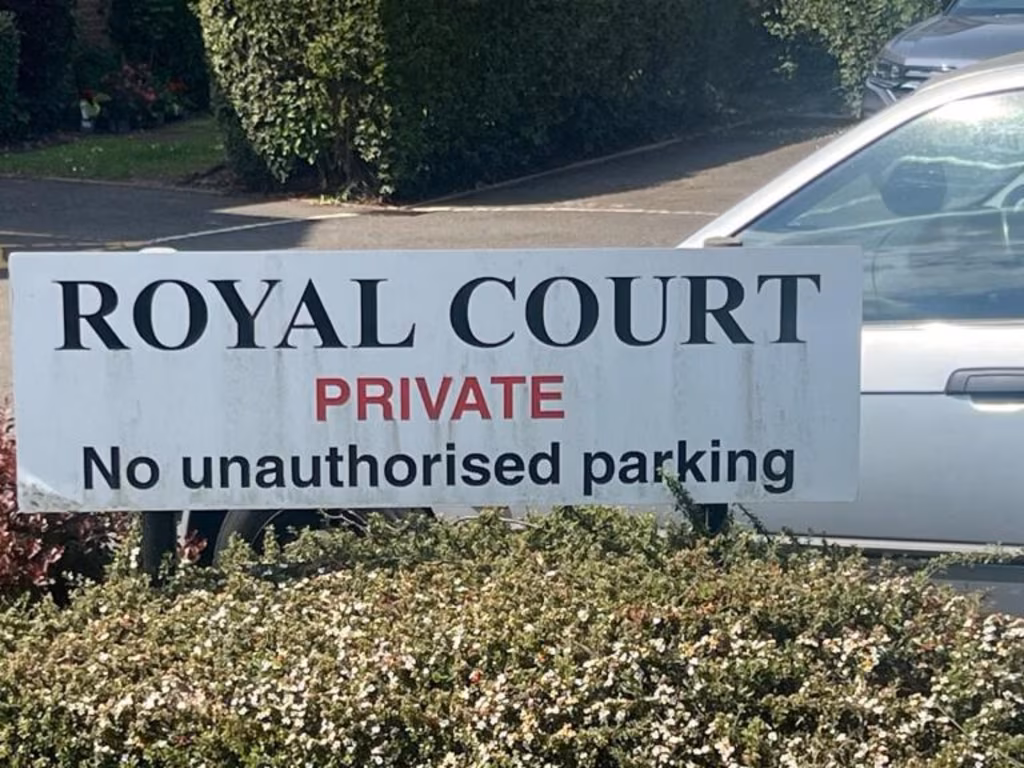 ROYAL COURT
PRIVATE
No unauthorised parking